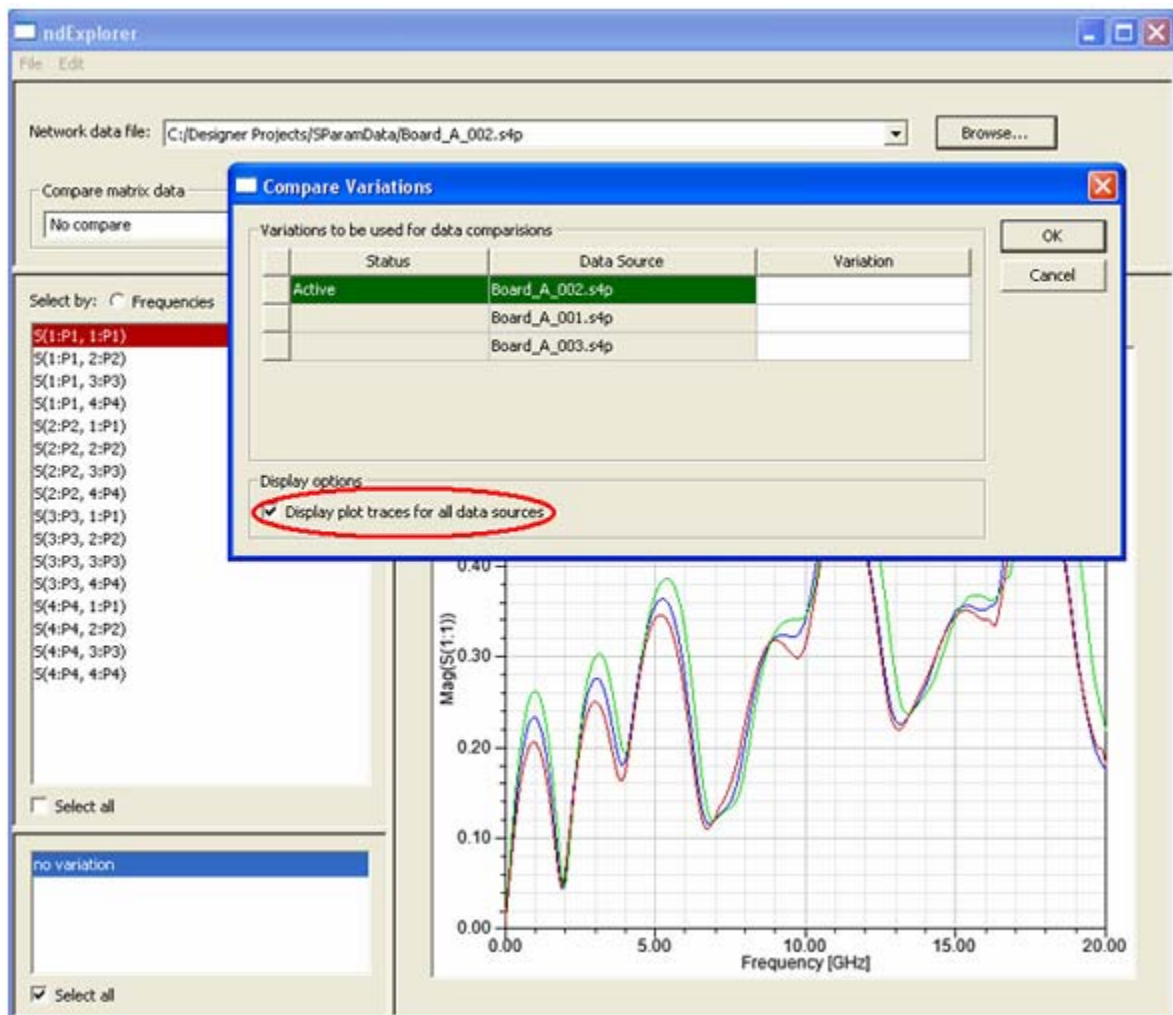 ndExplorer
File Edit
Network data file: C:/Designer Projects/SParamData/Board_A_002.s4p Browse...
Compare matrix data
No compare
Compare Variations
Variations to be used for data comparisions
Status Data Source Variation
Active Board_A_002.s4p
Board_A_001.s4p
Board_A_003.s4p
OK
Cancel
Display options
Display plot traces for all data sources
Select by: Frequencies
S(1:P1, 1:P1)
S(1:P1, 2:P2)
S(1:P1, 3:P3)
S(1:P1, 4:P4)
S(2:P2, 1:P1)
S(2:P2, 2:P2)
S(2:P2, 3:P3)
S(2:P2, 4:P4)
S(3:P3, 1:P1)
S(3:P3, 2:P2)
S(3:P3, 3:P3)
S(3:P3, 4:P4)
S(4:P4, 1:P1)
S(4:P4, 2:P2)
S(4:P4, 3:P3)
S(4:P4, 4:P4)
Select all
no variation
Select all
Mag(S(1:1))
0.40
0.30
0.20
0.10
0.00
0.00 5.00 10.00 15.00 20.00
Frequency [GHz]